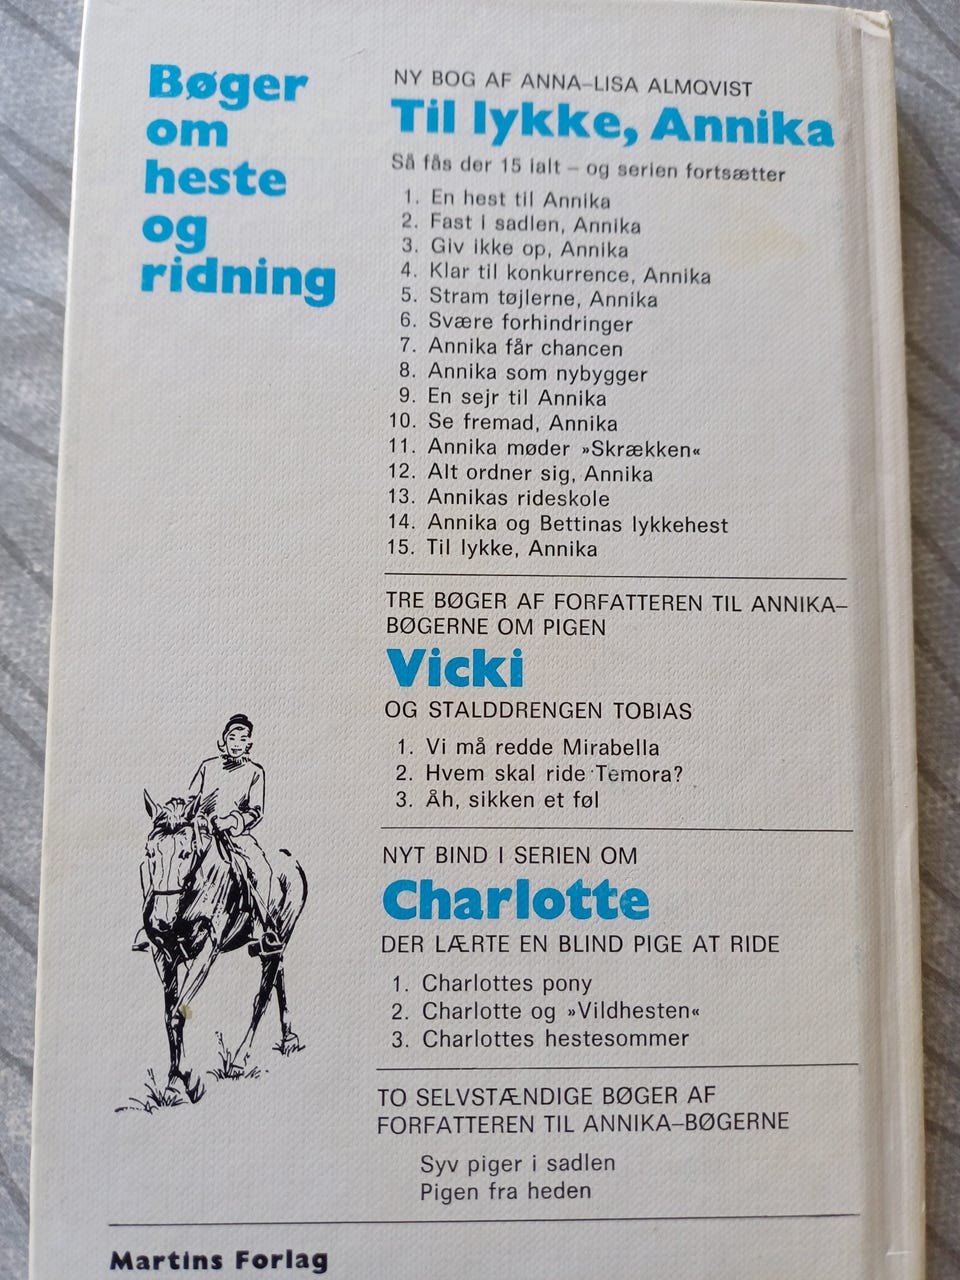 Bøger
om
heste
og
ridning
NY BOG AF ANNA-LISA ALMQVIST
Til lykke, Annika
Så fås der 15 ialt – og serien fortsætter
1. En hest til Annika
2. Fast i sadlen, Annika
3. Giv ikke op, Annika
4. Klar til konkurrence, Annika
5. Stram tøjlerne, Annika
6. Svære forhindringer
7. Annika får chancen
8. Annika som nybygger
9. En sejr til Annika
10. Se fremad, Annika
11. Annika møder »Skrækken«
12. Alt ordner sig, Annika
13. Annikas rideskole
14. Annika og Bettinas lykkehest
15. Til lykke, Annika
TRE BØGER AF FORFATTEREN TIL ANNIKA–
BØGERNE OM PIGEN
Vicki
OG STALDDRENGEN TOBIAS
1. Vi må redde Mirabella
2. Hvem skal ride Temora?
3. Åh, sikken et føl
NYT BIND I SERIEN OM
Charlotte
DER LÆRTE EN BLIND PIGE AT RIDE
1. Charlottes pony
2. Charlotte og »Vildhesten«
3. Charlottes hestesommer
TO SELVSTÆNDIGE BØGER AF
FORFATTEREN TIL ANNIKA–BØGERNE
Syv piger i sadlen
Pigen fra heden
Martins Forlag